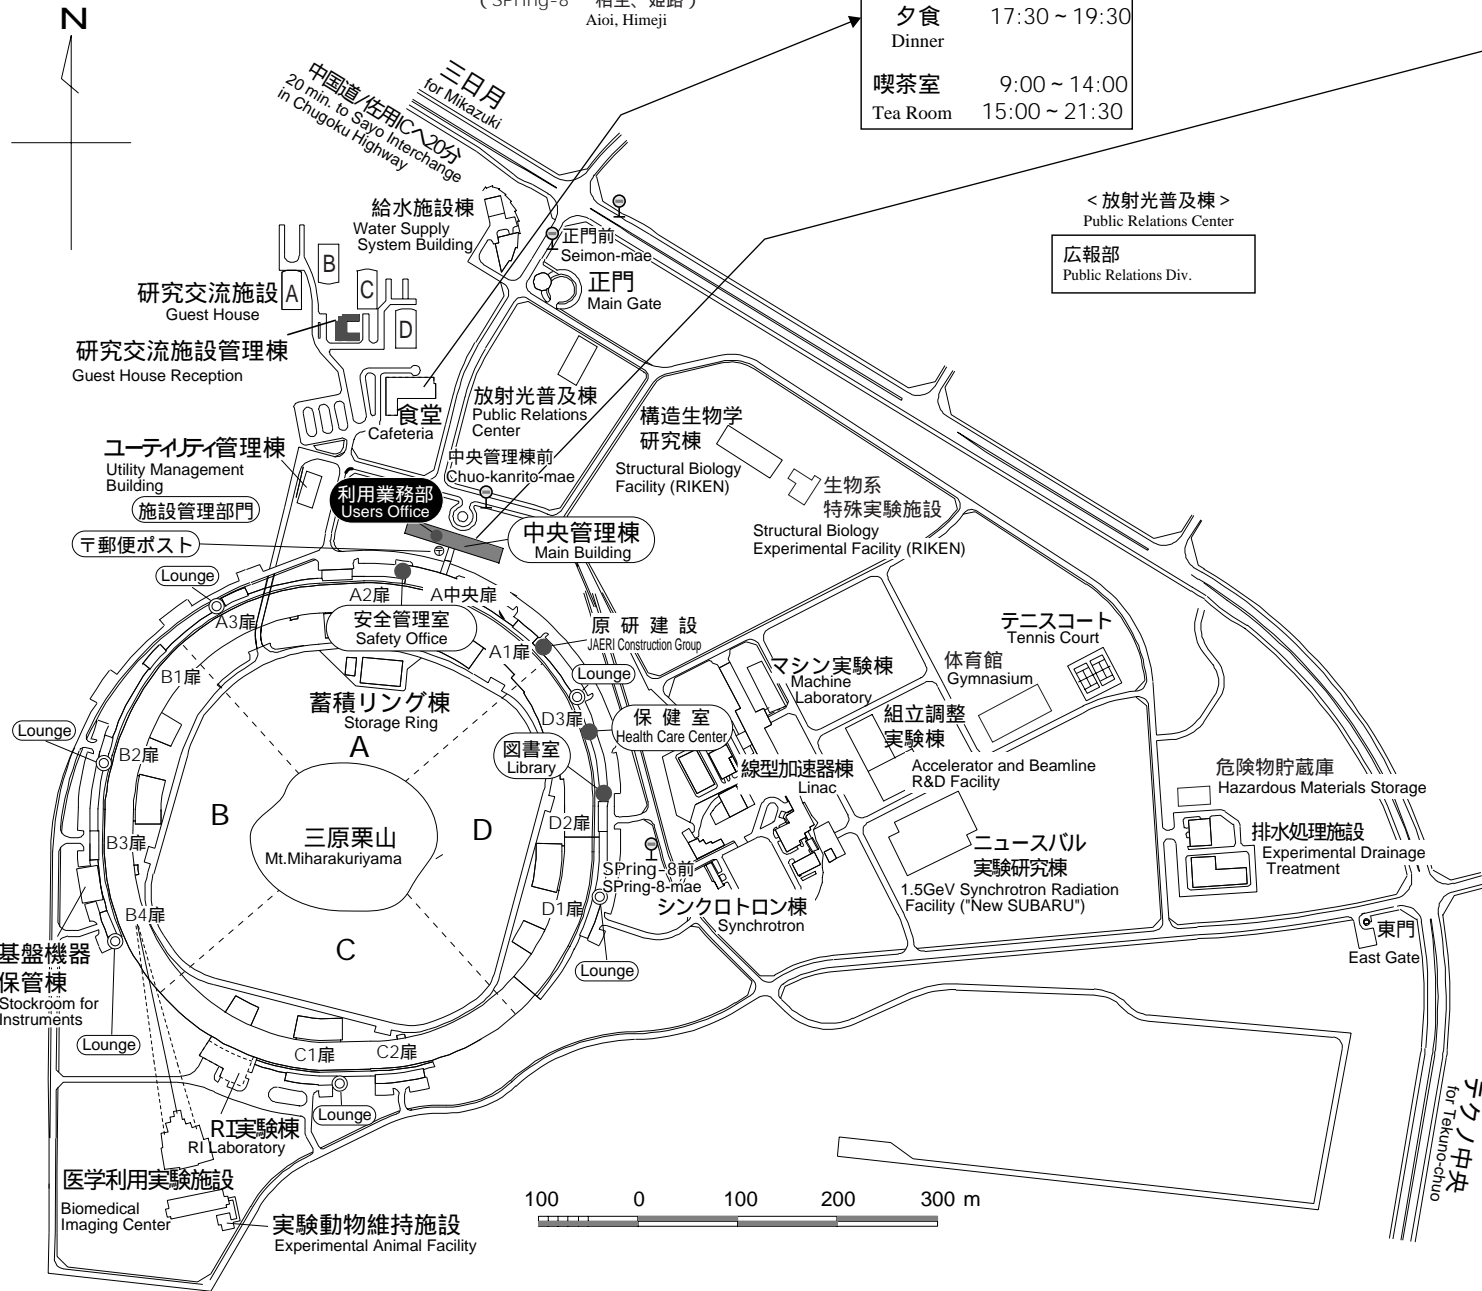 (SPring-8 相生、姫路)
Aioi, Himeji
夕食 17:30~19:30
Dinner
喫茶室 9:00~14:00
Tea Room 15:00~21:30
N
三日月
for Mikazuki
中国道/佐用ICへ20分
20 min. to Sayo Interchange
in Chugoku Highway
<放射光普及棟>
Public Relations Center
広報部
Public Relations Div.
給水施設棟
Water Supply
System Building
正門前
Seimon-mae
正門
Main Gate
B
A
C
D
研究交流施設
Guest House
研究交流施設管理棟
Guest House Reception
食堂
Cafeteria
放射光普及棟
Public Relations
Center
構造生物学
研究棟
Structural Biology
Facility (RIKEN)
ユーティリティ管理棟
Utility Management
Building
施設管理部門
中央管理棟前
Chuo-kanrito-mae
利用業務部
Users Office
生物系
特殊実験施設
Structural Biology
Experimental Facility (RIKEN)
中央管理棟
Main Building
〒郵便ポスト
〒
Lounge
A2扉
A中央扉
A3扉
安全管理室
Safety Office
A1扉
原研建設
JAERI Construction Group
Lounge
テニスコート
Tennis Court
体育館
Gymnasium
マシン実験棟
Machine
Laboratory
B1扉
蓄積リング棟
Storage Ring
A
D3扉
保健室
Health Care Center
組立調整
実験棟
Accelerator and Beamline
R&D Facility
Lounge
B2扉
図書室
Library
線型加速器棟
Linac
危険物貯蔵庫
Hazardous Materials Storage
B
三原栗山
Mt.Miharakuriyama
D
D2扉
B3扉
排水処理施設
Experimental Drainage
Treatment
ニュースバル
実験研究棟
1.5GeV Synchrotron Radiation
Facility ("New SUBARU")
SPring-8前
SPring-8-mae
シンクロトロン棟
Synchrotron
D1扉
B4扉
C
東門
East Gate
基盤機器
保管棟
Stockroom for
Instruments
Lounge
Lounge
C1扉
C2扉
Lounge
RI実験棟
RI Laboratory
医学利用実験施設
Biomedical
Imaging Center
実験動物維持施設
Experimental Animal Facility
テクノ中央
for Tekuno-chuo
100 0 100 200 300 m